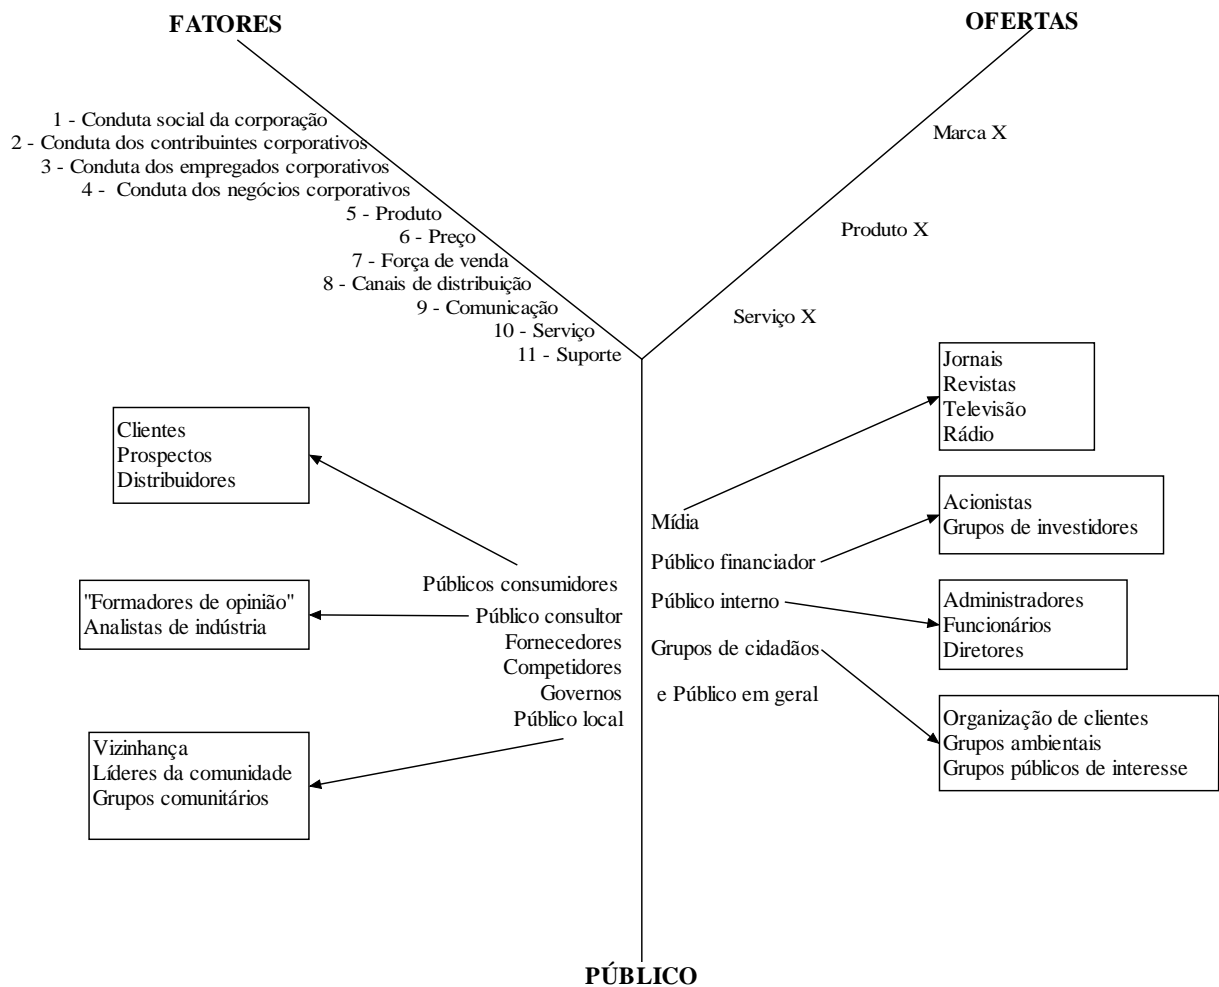 FATORES
OFERTAS
1 - Conduta social da corporação
2 - Conduta dos contribuintes corporativos
3 - Conduta dos empregados corporativos
4 - Conduta dos negócios corporativos
5 - Produto
6 - Preço
7 - Força de venda
8 - Canais de distribuição
9 - Comunicação
10 - Serviço
11 - Suporte
Marca X
Produto X
Serviço X
Clientes
Prospectos
Distribuidores
"Formadores de opinião"
Analistas de indústria
Vizinhança
Líderes da comunidade
Grupos comunitários
Públicos consumidores
Público consultor
Fornecedores
Competidores
Governos
Público local
Mídia
Público financiador
Público interno
Grupos de cidadãos
e Público em geral
Jornais
Revistas
Televisão
Rádio
Acionistas
Grupos de investidores
Administradores
Funcionários
Diretores
Organização de clientes
Grupos ambientais
Grupos públicos de interesse
PÚBLICO